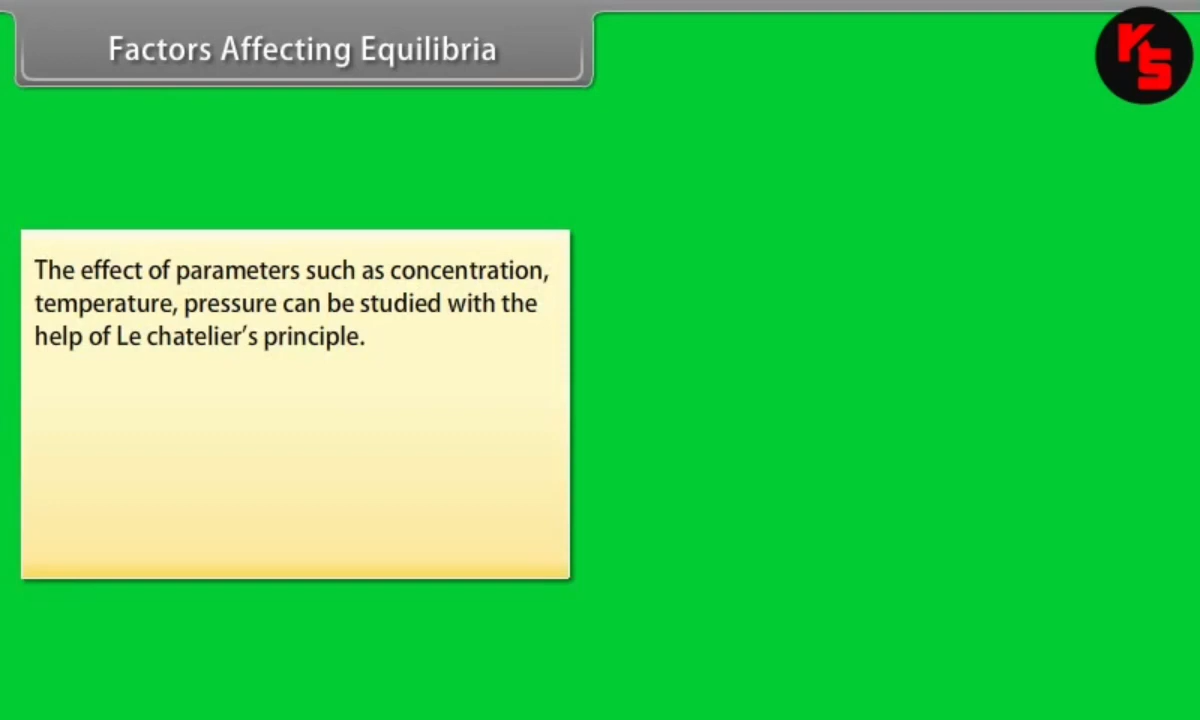 Factors Affecting Equilibria
KTS
The effect of parameters such as concentration,
temperature, pressure can be studied with the
help of Le chatelier’s principle.